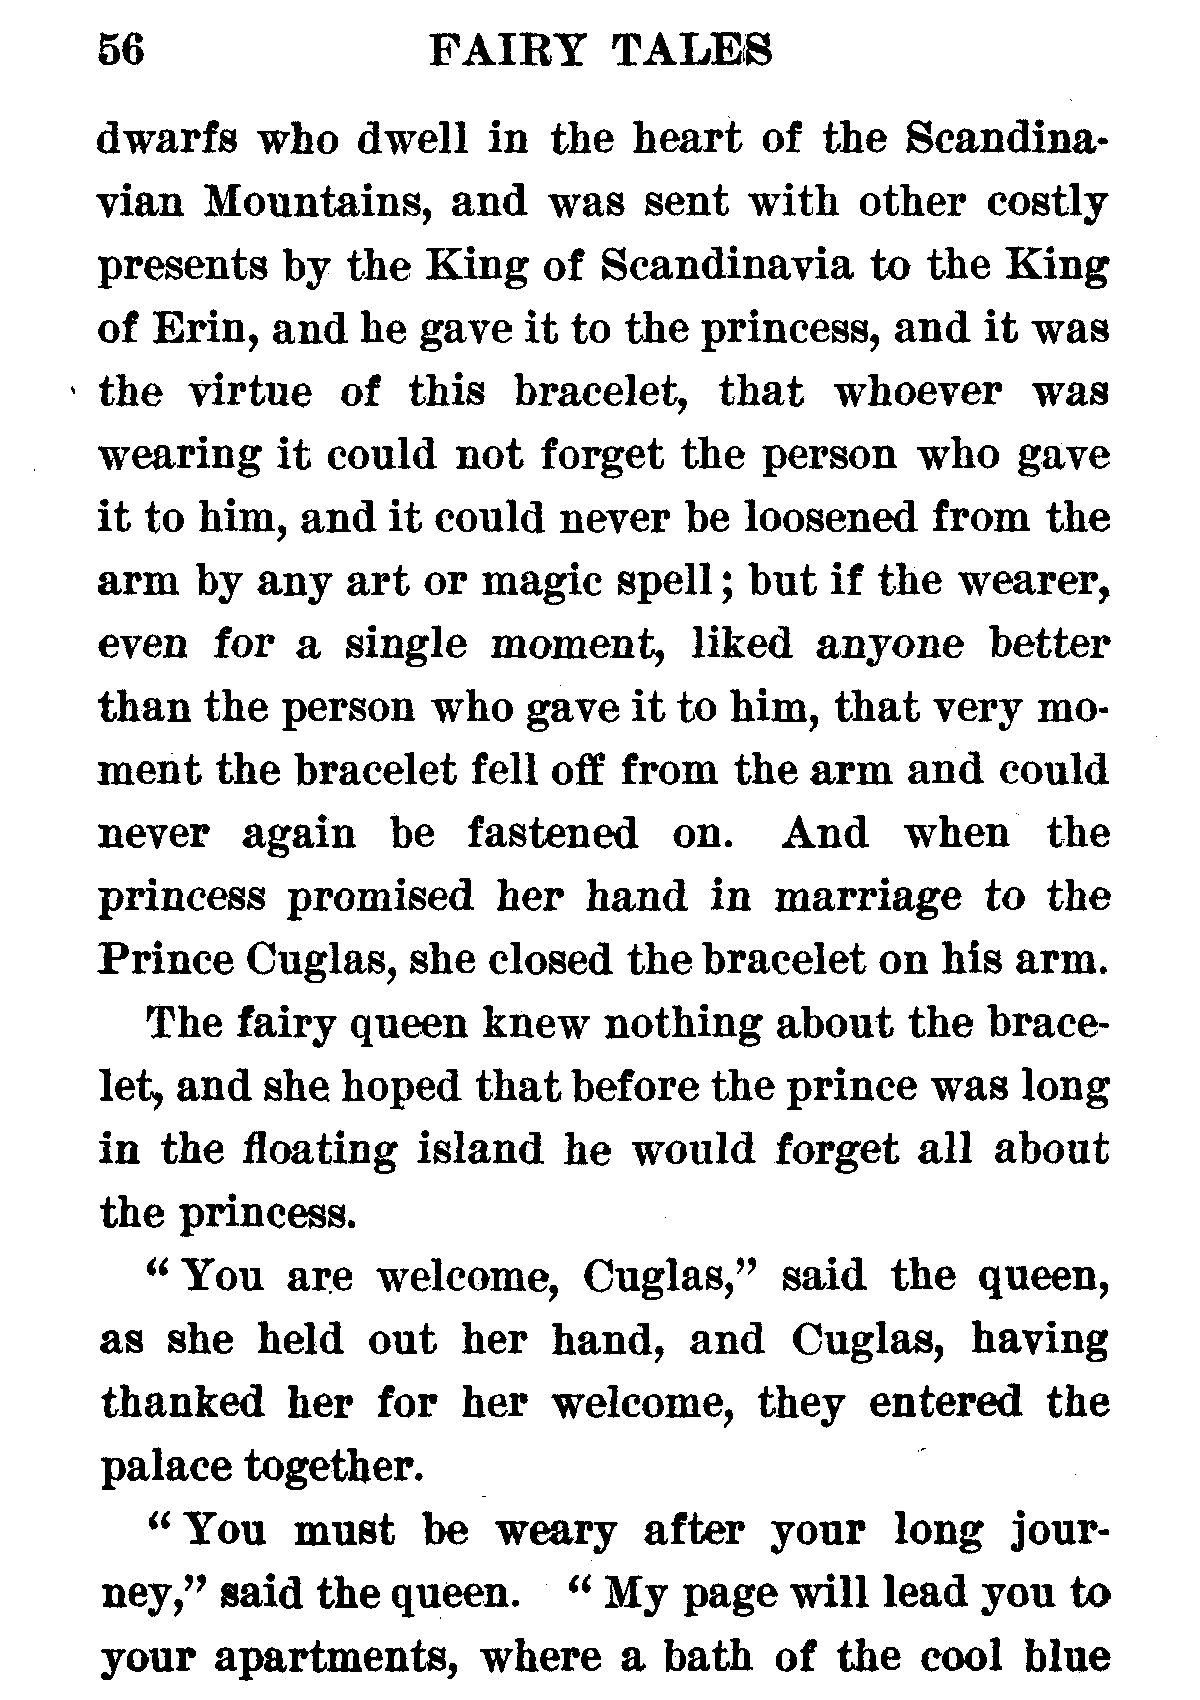 56 FAIRY TALES
dwarfs who dwell in the heart of the Scandina-
vian Mountains, and was sent with other costly
presents by the King of Scandinavia to the King
of Erin, and he gave it to the princess, and it was
the virtue of this bracelet, that whoever was
wearing it could not forget the person who gave
it to him, and it could never be loosened from the
arm by any art or magic spell; but if the wearer,
even for a single moment, liked anyone better
than the person who gave it to him, that very mo-
ment the bracelet fell off from the arm and could
never again be fastened on. And when the
princess promised her hand in marriage to the
Prince Cuglas, she closed the bracelet on his arm.
The fairy queen knew nothing about the brace-
let, and she hoped that before the prince was long
in the floating island he would forget all about
the princess.
“You are welcome, Cuglas,” said the queen,
as she held out her hand, and Cuglas, having
thanked her for her welcome, they entered the
palace together.
“You must be weary after your long jour-
ney,” said the queen. “My page will lead you to
your apartments, where a bath of the cool blue